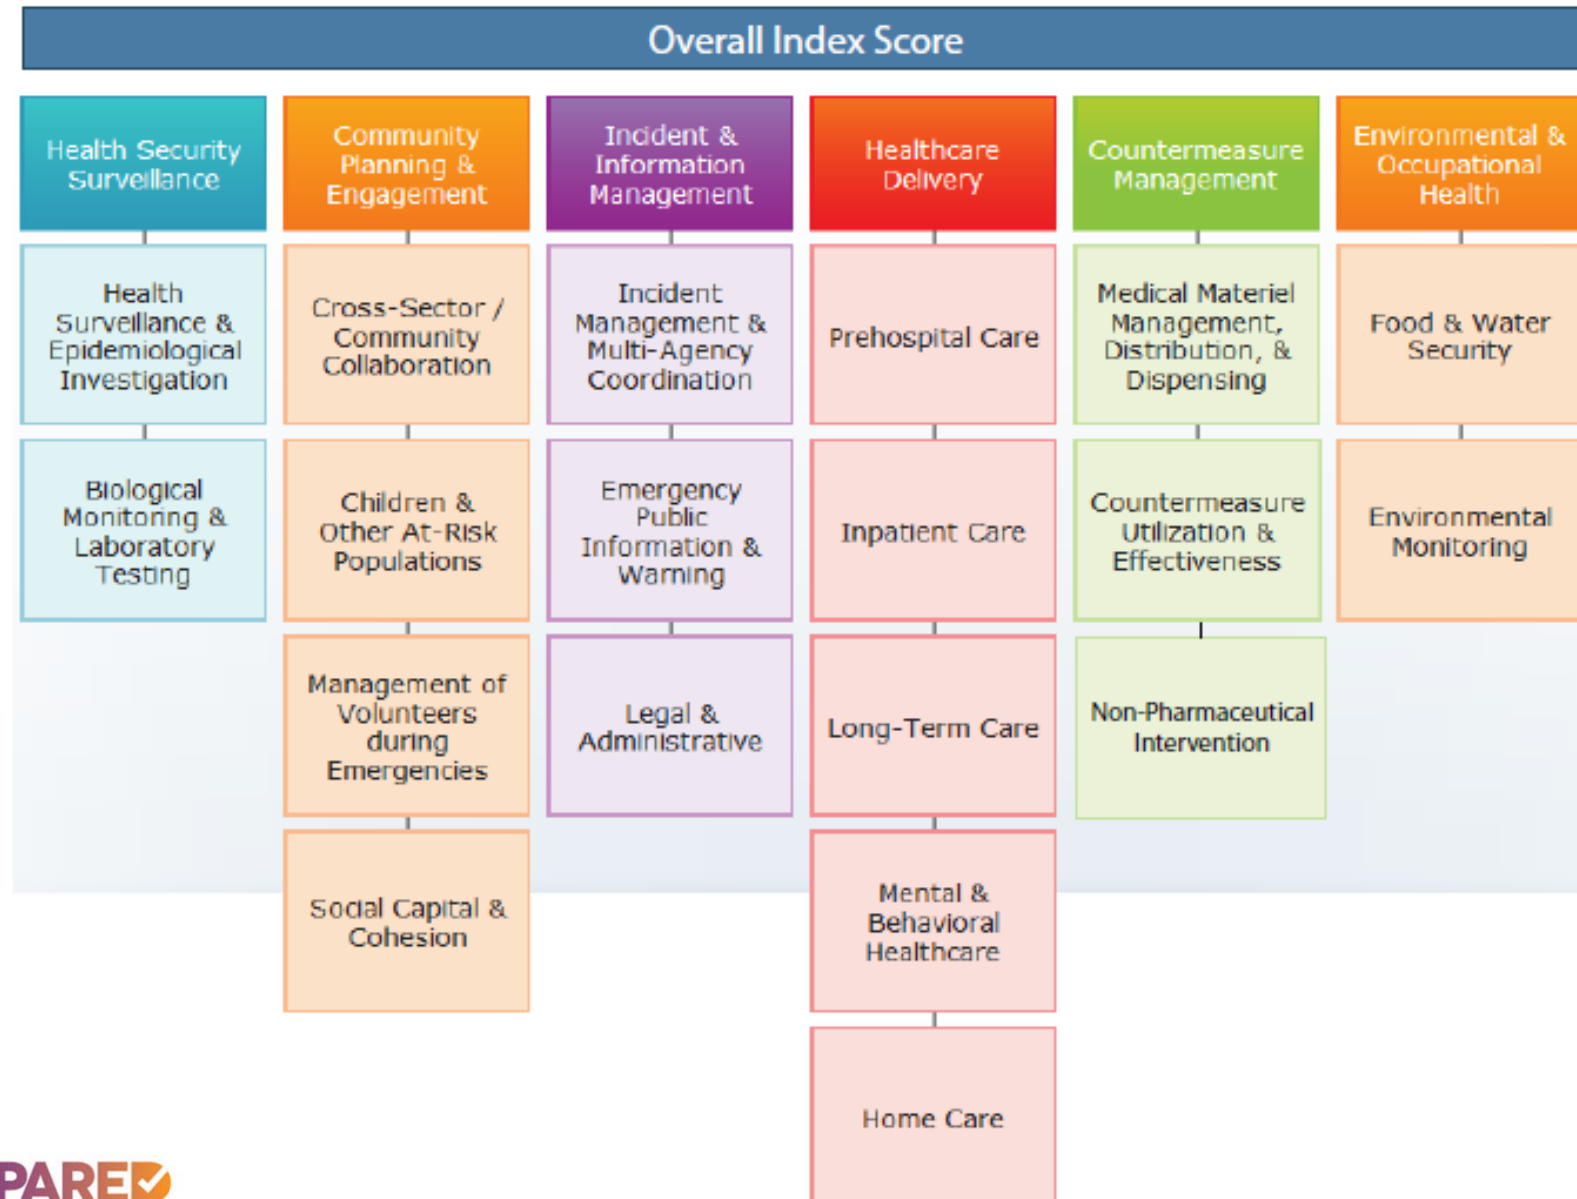 Overall Index Score
Health Security
Surveillance
Community
Planning &
Engagement
Incident &
Information
Management
Healthcare
Delivery
Countermeasure
Management
Environmental &
Occupational
Health
Health
Surveillance &
Epidemiological
Investigation
Cross-Sector /
Community
Collaboration
Incident
Management &
Multi-Agency
Coordination
Prehospital Care
Medical Materiel
Management,
Distribution, &
Dispensing
Food & Water
Security
Biological
Monitoring &
Laboratory
Testing
Children &
Other At-Risk
Populations
Emergency
Public
Information &
Warning
Inpatient Care
Countermeasure
Utilization &
Effectiveness
Environmental
Monitoring
Management of
Volunteers
during
Emergencies
Legal &
Administrative
Long-Term Care
Non-Pharmaceutical
Intervention
Social Capital &
Cohesion
Mental &
Behavioral
Healthcare
Home Care
PARED